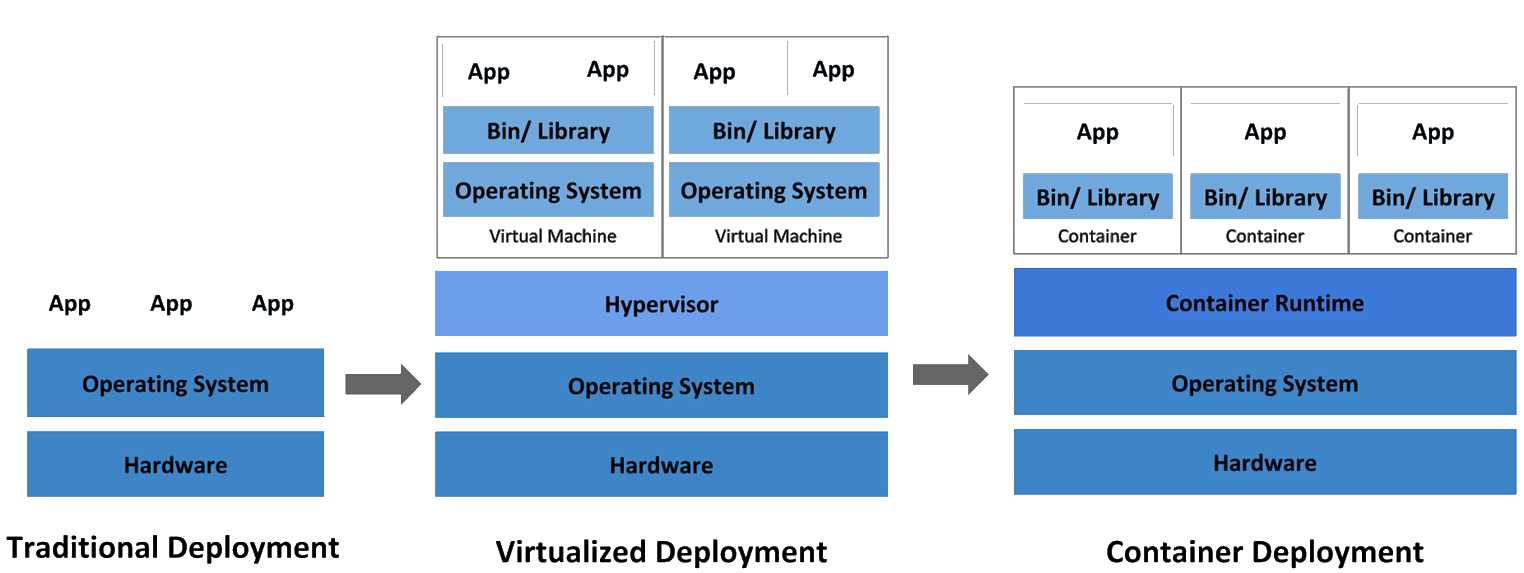 App App App
Operating System
Hardware
Traditional Deployment
App App App App
Bin/ Library Bin/ Library
Operating System Operating System
Virtual Machine Virtual Machine
Hypervisor
Operating System
Hardware
Virtualized Deployment
App App App
Bin/ Library Bin/ Library Bin/ Library
Container Container Container
Container Runtime
Operating System
Hardware
Container Deployment